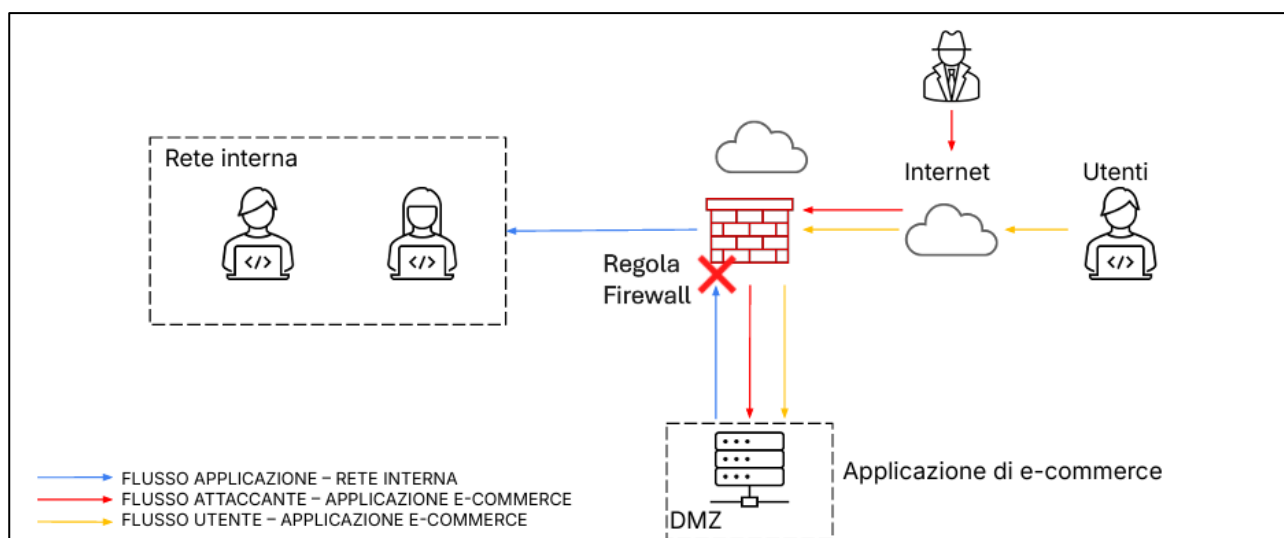 Rete interna
Internet
Utenti
Regola
Firewall
Applicazione di e-commerce
DMZ
FLUSSO APPLICAZIONE – RETE INTERNA
FLUSSO ATTACCANTE – APPLICAZIONE E-COMMERCE
FLUSSO UTENTE – APPLICAZIONE E-COMMERCE